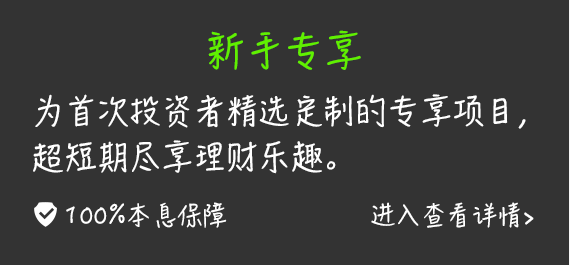 新手专享
为首次投资者精选定制的专享项目，
超短期尽享理财乐趣。
100%本息保障
进入查看详情>